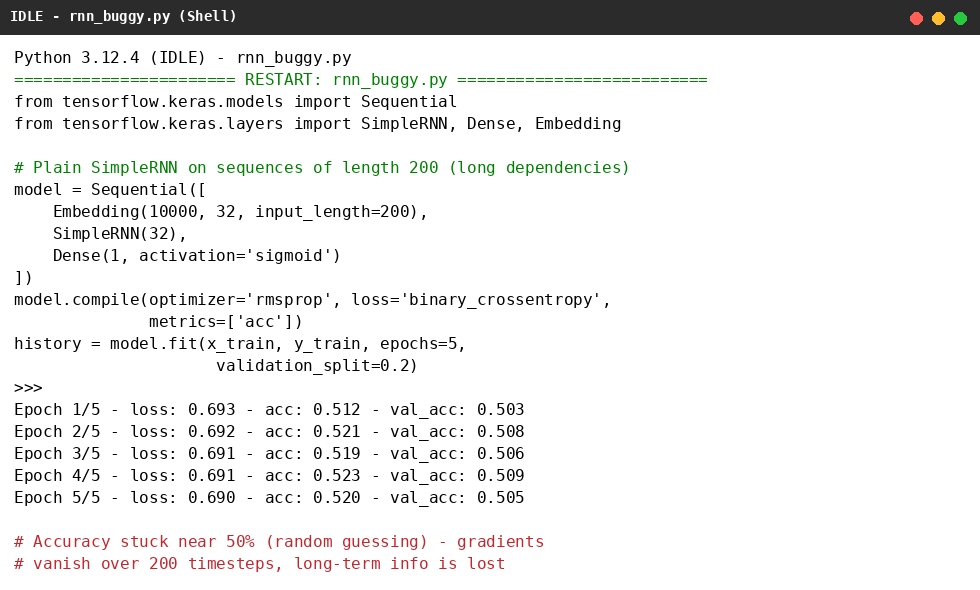 IDLE - rnn_buggy.py (Shell)
Python 3.12.4 (IDLE) - rnn_buggy.py
======================= RESTART: rnn_buggy.py ==========================
from tensorflow.keras.models import Sequential
from tensorflow.keras.layers import SimpleRNN, Dense, Embedding

# Plain SimpleRNN on sequences of length 200 (long dependencies)
model = Sequential([
    Embedding(10000, 32, input_length=200),
    SimpleRNN(32),
    Dense(1, activation='sigmoid')
])
model.compile(optimizer='rmsprop', loss='binary_crossentropy',
              metrics=['acc'])
history = model.fit(x_train, y_train, epochs=5,
                     validation_split=0.2)
>>>
Epoch 1/5 - loss: 0.693 - acc: 0.512 - val_acc: 0.503
Epoch 2/5 - loss: 0.692 - acc: 0.521 - val_acc: 0.508
Epoch 3/5 - loss: 0.691 - acc: 0.519 - val_acc: 0.506
Epoch 4/5 - loss: 0.691 - acc: 0.523 - val_acc: 0.509
Epoch 5/5 - loss: 0.690 - acc: 0.520 - val_acc: 0.505

# Accuracy stuck near 50% (random guessing) - gradients
# vanish over 200 timesteps, long-term info is lost